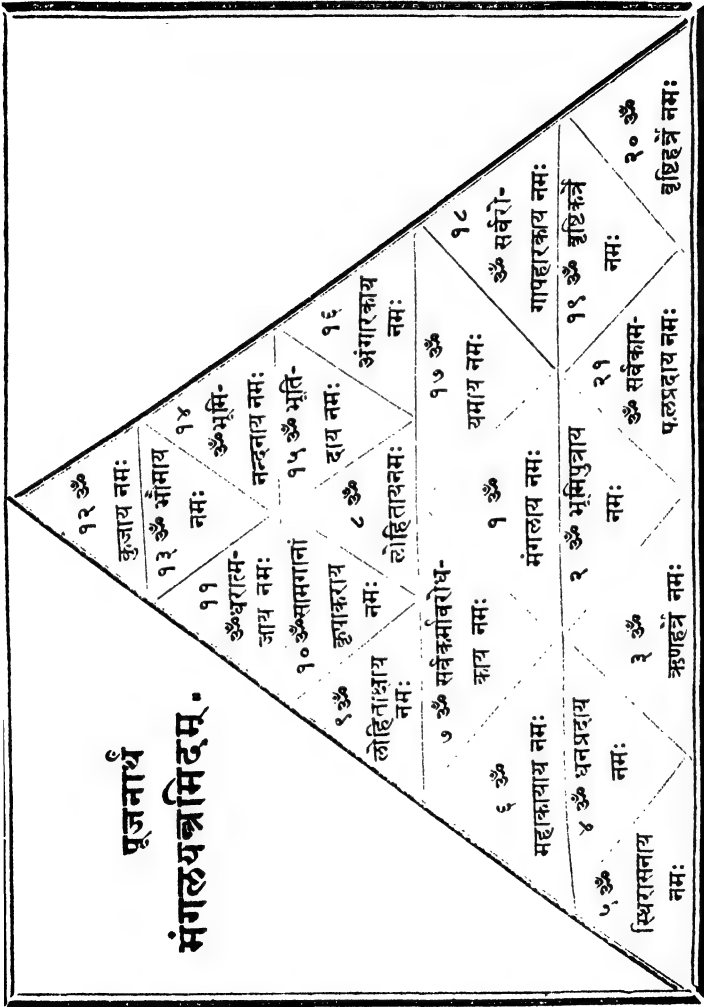 पूजनार्थं
मंगलयन्त्रमिदम्.
१२ ॐ
कुजाय नमः
१३ ॐ भौमाय
नमः
१४
ॐ भूमि-
नन्दनाय नमः
११
ॐ धरात्म-
जाय नमः
१० ॐ सामगानां
कृपाकराय
नमः
१५ ॐ भूति-
दाय नमः
१६
अंगारकाय
नमः
९ ॐ
लोहिताक्षाय
नमः
८ ॐ
लोहितायनमः
७ ॐ सर्वकर्मावरोध-
काय नमः
१७ ॐ
यमाय नमः
१८
ॐ सर्वरो-
गापहारकाय नमः
६ ॐ
महाकायाय नमः
१ ॐ
मंगलाय नमः
४ ॐ धनप्रदाय
नमः
२ ॐ भूमिपुत्राय
नमः
१९ ॐ वृष्टिकर्त्रे
नमः
५ ॐ
स्थिरासनाय
नमः
३ ॐ
ऋणहर्त्रे नमः
२१
ॐ सर्वकाम-
फलप्रदाय नमः
२० ॐ
वृष्टिहर्त्रे नमः